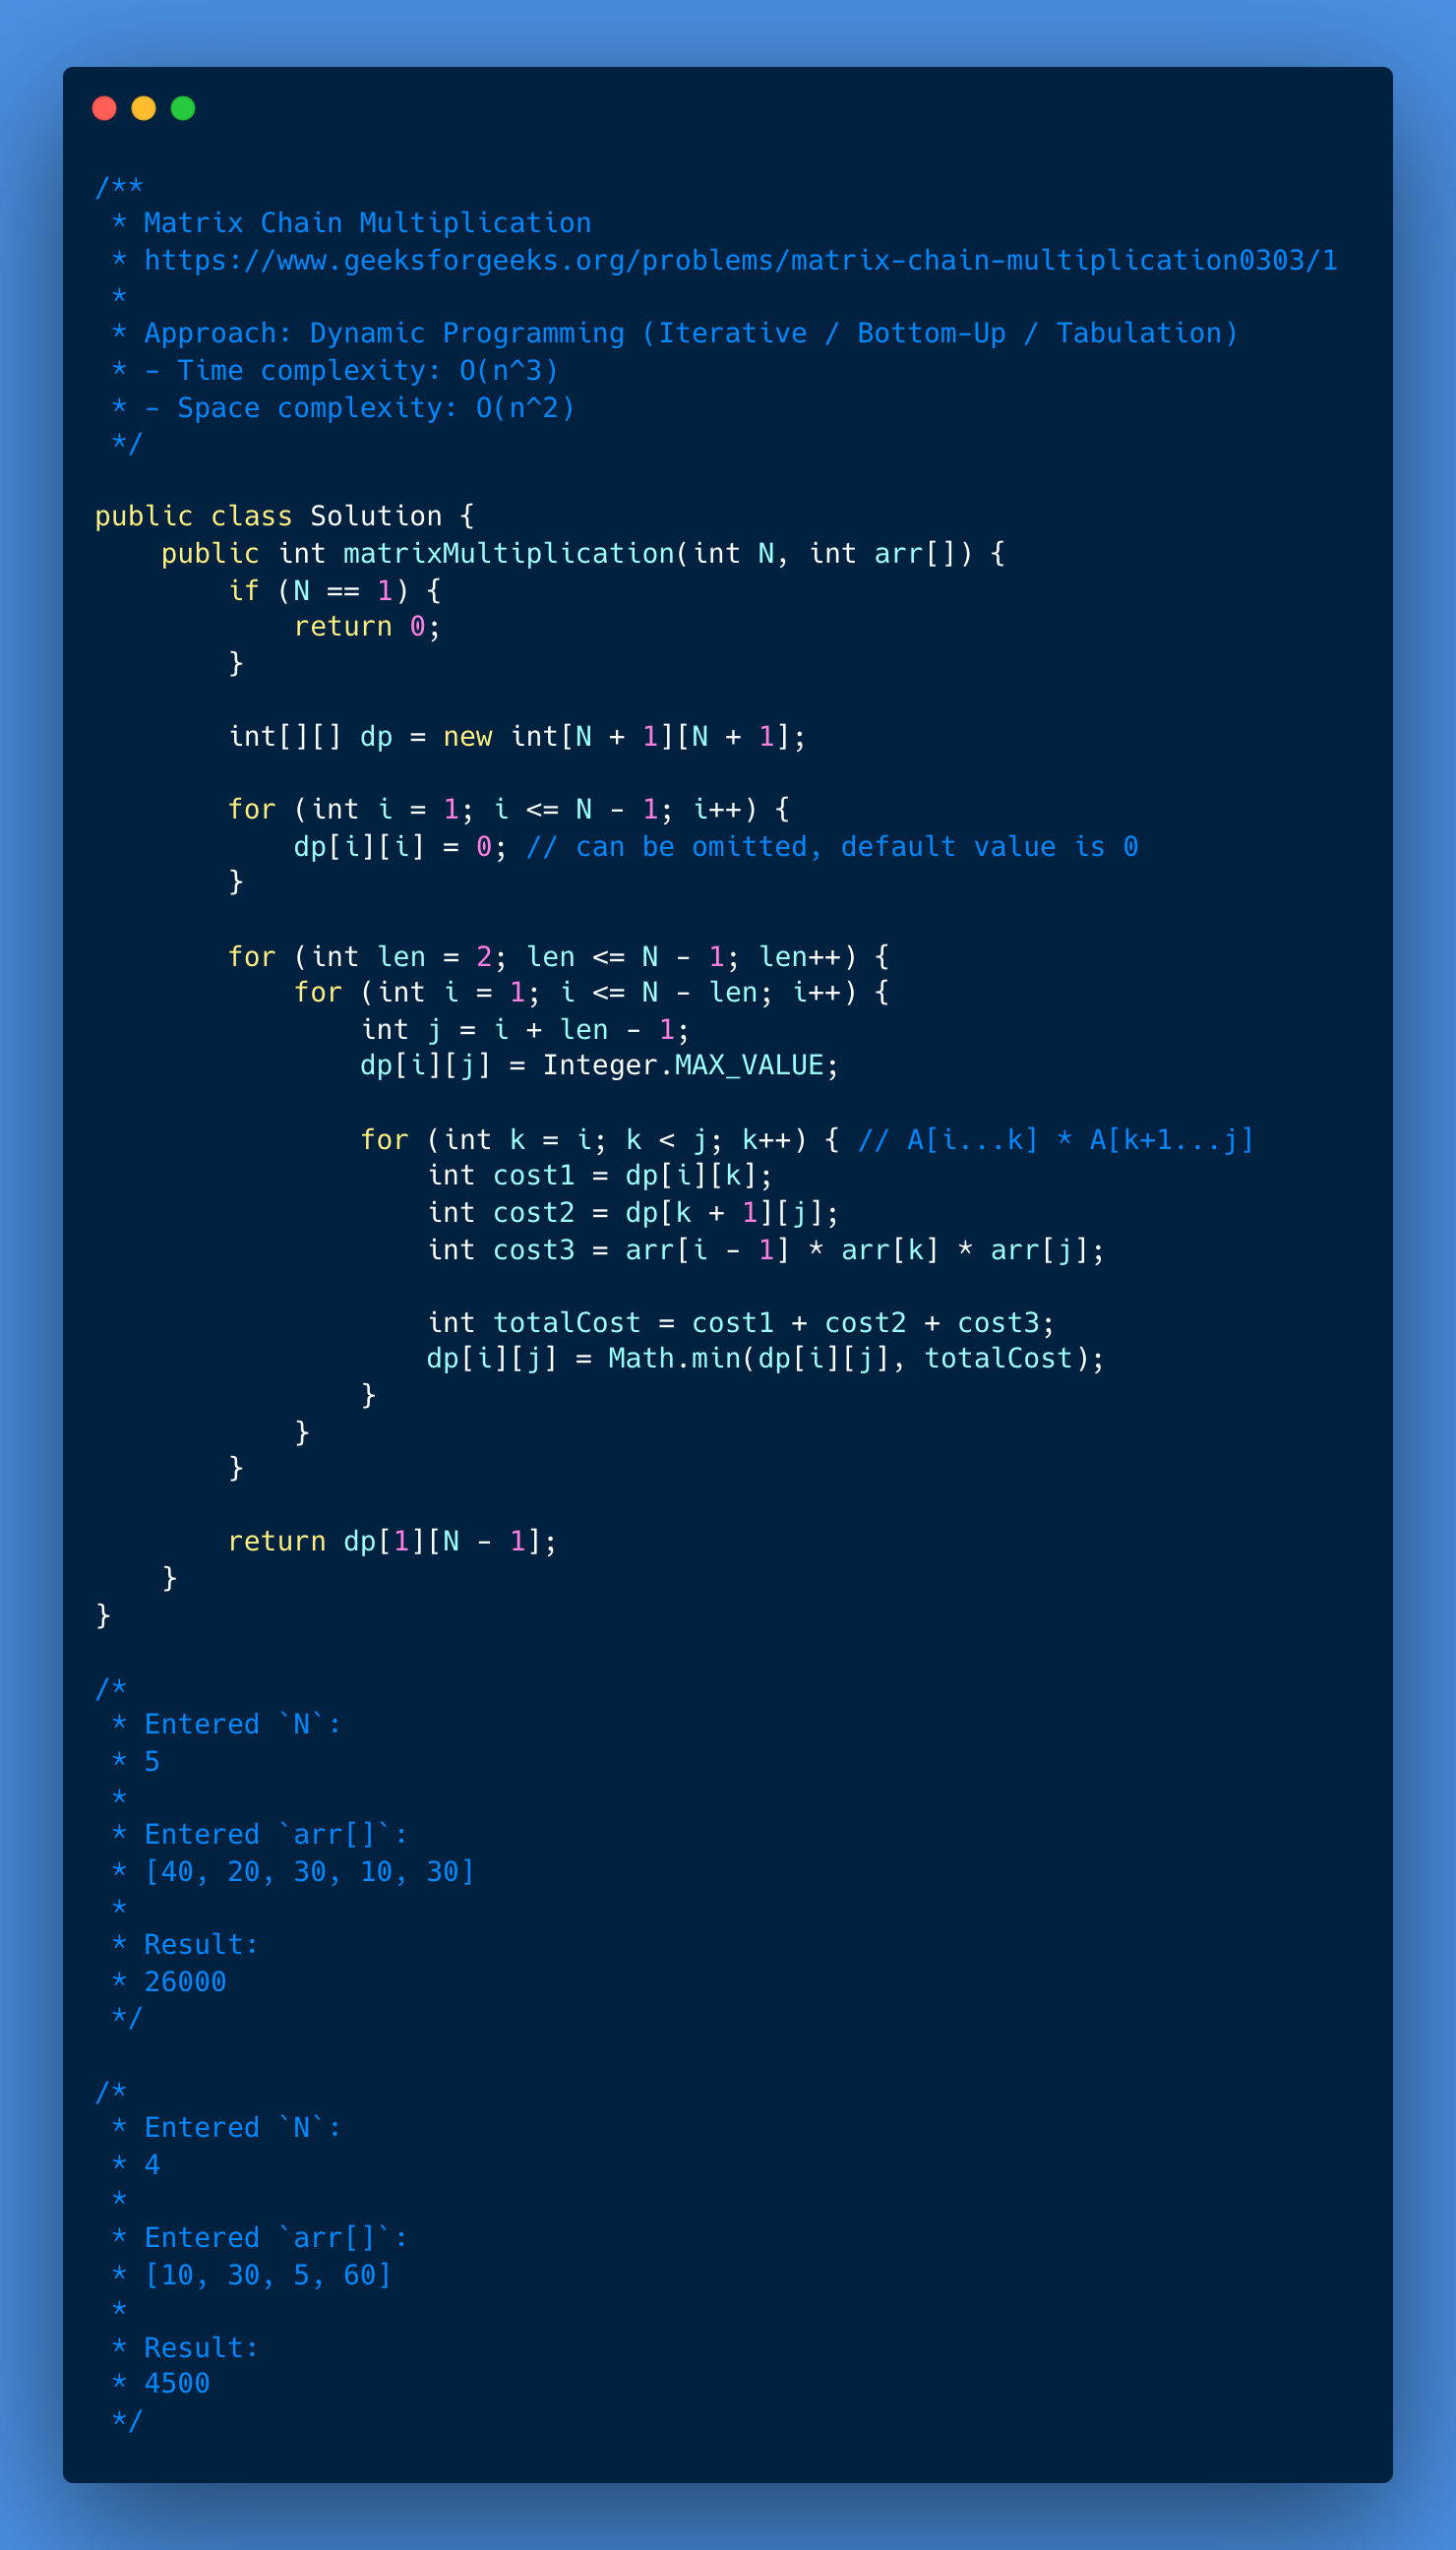 /**
 * Matrix Chain Multiplication
 * https://www.geeksforgeeks.org/problems/matrix-chain-multiplication0303/1
 *
 * Approach: Dynamic Programming (Iterative / Bottom-Up / Tabulation)
 * - Time complexity: O(n^3)
 * - Space complexity: O(n^2)
 */

public class Solution {
    public int matrixMultiplication(int N, int arr[]) {
        if (N == 1) {
            return 0;
        }

        int[][] dp = new int[N + 1][N + 1];

        for (int i = 1; i <= N - 1; i++) {
            dp[i][i] = 0; // can be omitted, default value is 0
        }

        for (int len = 2; len <= N - 1; len++) {
            for (int i = 1; i <= N - len; i++) {
                int j = i + len - 1;
                dp[i][j] = Integer.MAX_VALUE;

                for (int k = i; k < j; k++) { // A[i...k] * A[k+1...j]
                    int cost1 = dp[i][k];
                    int cost2 = dp[k + 1][j];
                    int cost3 = arr[i - 1] * arr[k] * arr[j];

                    int totalCost = cost1 + cost2 + cost3;
                    dp[i][j] = Math.min(dp[i][j], totalCost);
                }
            }
        }

        return dp[1][N - 1];
    }
}

/*
 * Entered `N`:
 * 5
 *
 * Entered `arr[]`:
 * [40, 20, 30, 10, 30]
 *
 * Result:
 * 26000
 */

/*
 * Entered `N`:
 * 4
 *
 * Entered `arr[]`:
 * [10, 30, 5, 60]
 *
 * Result:
 * 4500
 */